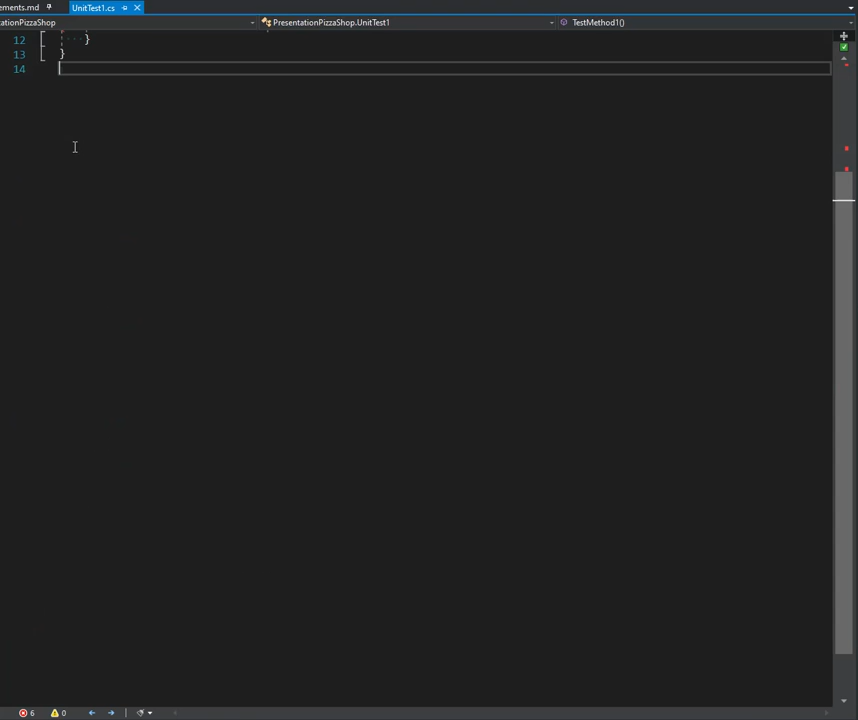 ements.md UnitTest1.cs
ationPizzaShop PresentationPizzaShop.UnitTest1 TestMethod1()
12 }
13 }
14
6 0